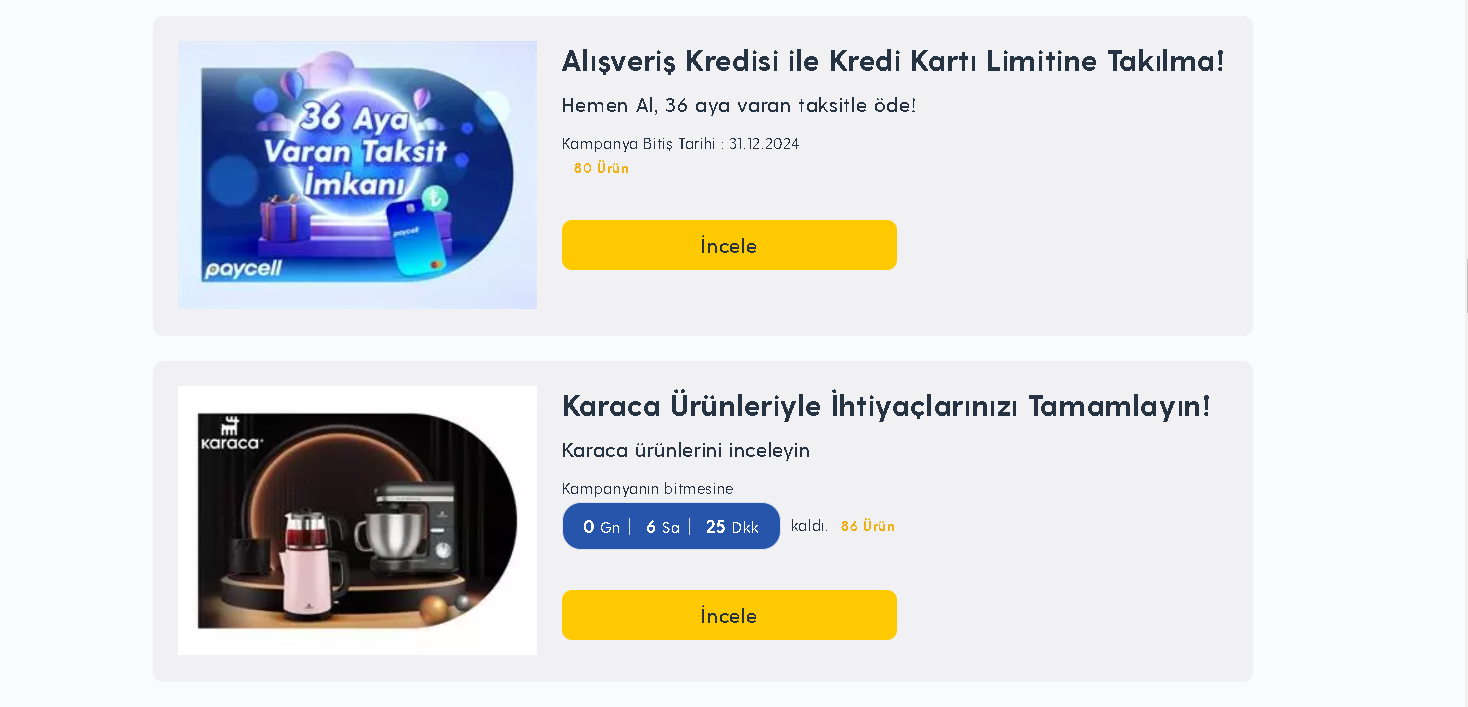 36 Aya
Varan Taksit
İmkanı
paycell
paycell
Alışveriş Kredisi ile Kredi Kartı Limitine Takılma!
Hemen Al, 36 aya varan taksitle öde!
Kampanya Bitiş Tarihi : 31.12.2024
80 Ürün
İncele
KARACA
Karaca Ürünleriyle İhtiyaçlarınızı Tamamlayın!
Karaca ürünlerini inceleyin
Kampanyanın bitmesine
0 Gn | 6 Sa | 25 Dkk kaldı. 86 Ürün
İncele